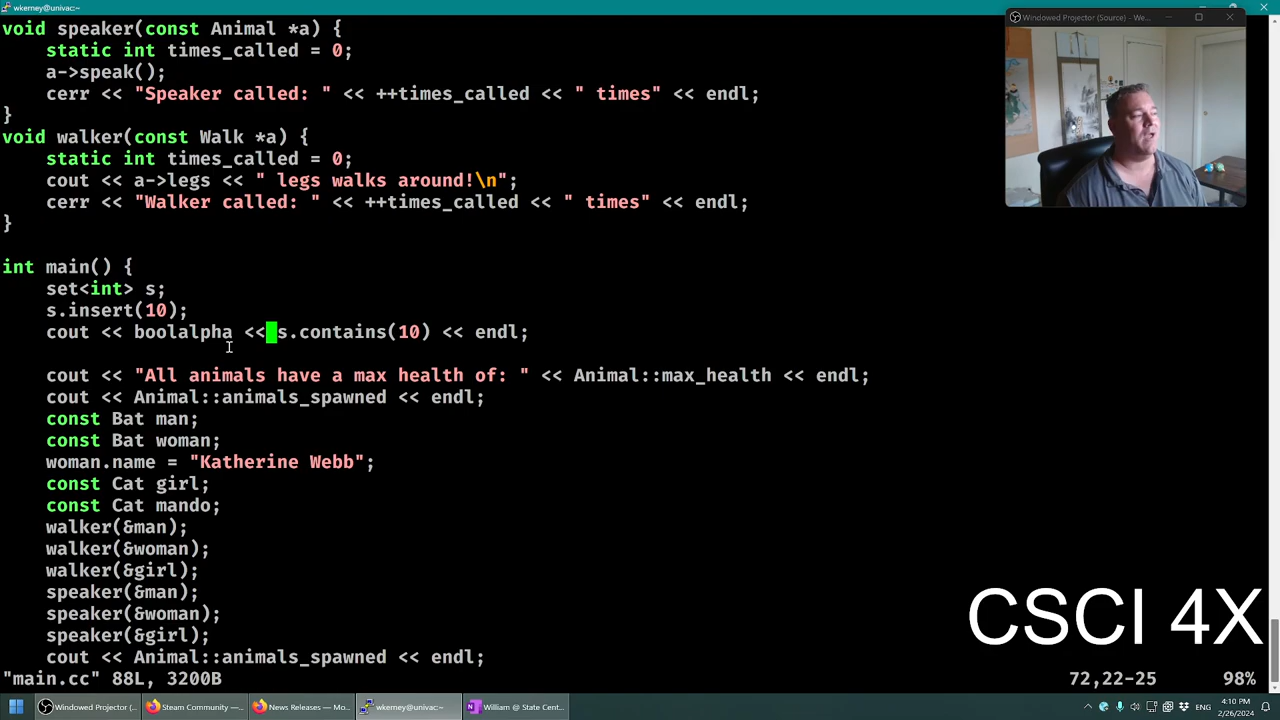 wkerney@univac:~
Windowed Projector (Source) - We...
void speaker(const Animal *a) {
    static int times_called = 0;
    a->speak();
    cerr << "Speaker called: " << ++times_called << " times" << endl;
}
void walker(const Walk *a) {
    static int times_called = 0;
    cout << a->legs << " legs walks around!\n";
    cerr << "Walker called: " << ++times_called << " times" << endl;
}

int main() {
    set<int> s;
    s.insert(10);
    cout << boolalpha << s.contains(10) << endl;

    cout << "All animals have a max health of: " << Animal::max_health << endl;
    cout << Animal::animals_spawned << endl;
    const Bat man;
    const Bat woman;
    woman.name = "Katherine Webb";
    const Cat girl;
    const Cat mando;
    walker(&man);
    walker(&woman);
    walker(&girl);
    speaker(&man);
    speaker(&woman);
    speaker(&girl);
    cout << Animal::animals_spawned << endl;
CSCI 4X
"main.cc" 88L, 3200B 72,22-25 98%
Windowed Projector (... Steam Community —... News Releases — Mo... wkerney@univac:~ William @ State Cent... 4:10 PM
2/26/2024